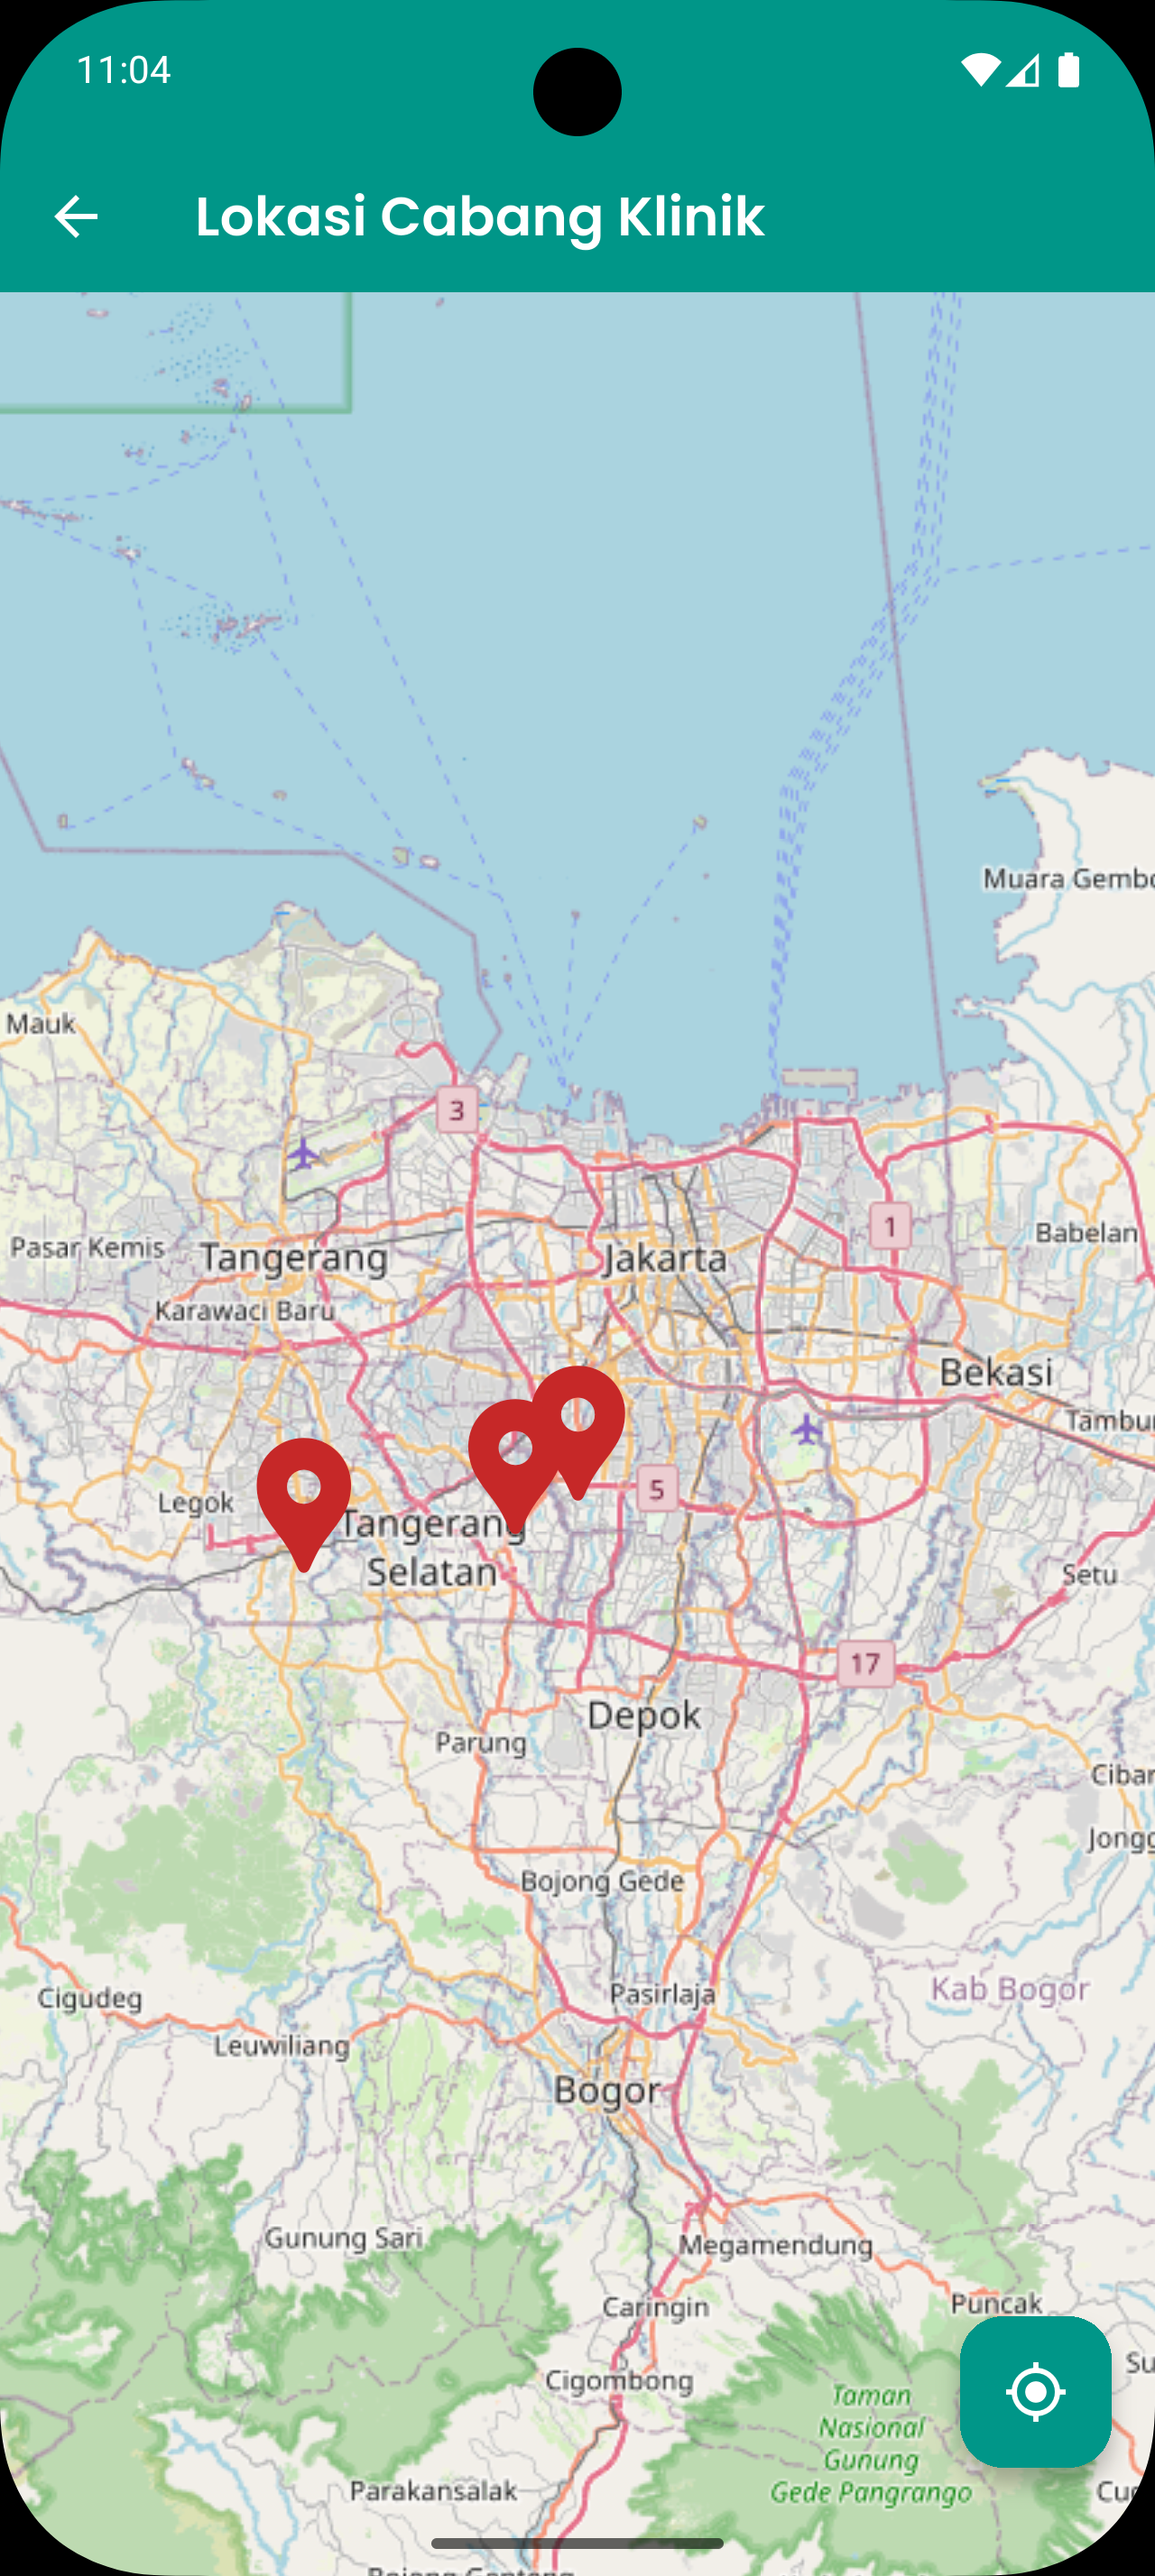 11:04
Lokasi Cabang Klinik
Muara Gembo
Mauk
3
1
Pasar Kemis
Tangerang
Jakarta
Babelan
Karawaci Baru
Bekasi
Tambu
Legok
5
Tangerang
Selatan
Setu
17
Depok
Parung
Cibar
Jongg
Bojong Gede
Cigudeg
Pasirlaja
Kab Bogor
Leuwiliang
Bogor
Gunung Sari
Megamendung
Caringin
Puncak
Cigombong
Su
Taman
Nasional
Gunung
Gede Pangrango
Parakansalak
Cu